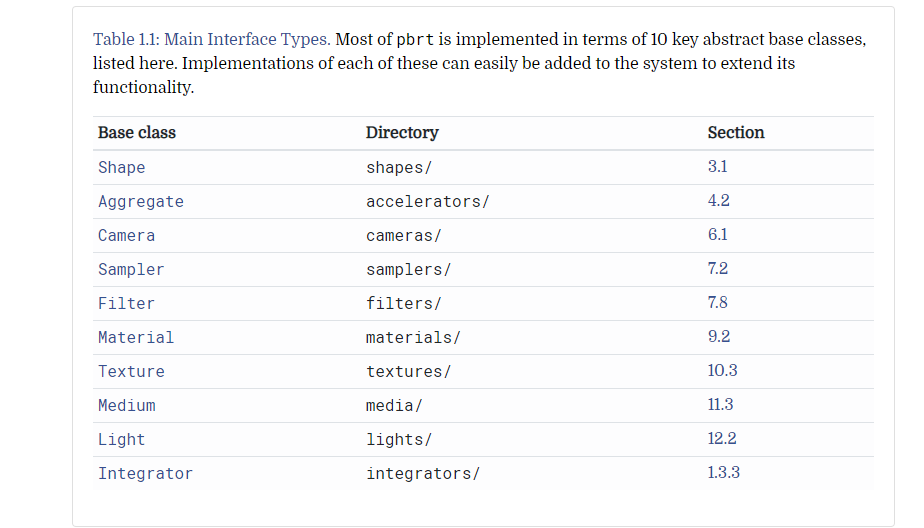 Table 1.1: Main Interface Types. Most of pbrt is implemented in terms of 10 key abstract base classes,
listed here. Implementations of each of these can easily be added to the system to extend its
functionality.
Base class Directory Section
Shape shapes/ 3.1
Aggregate accelerators/ 4.2
Camera cameras/ 6.1
Sampler samplers/ 7.2
Filter filters/ 7.8
Material materials/ 9.2
Texture textures/ 10.3
Medium media/ 11.3
Light lights/ 12.2
Integrator integrators/ 1.3.3